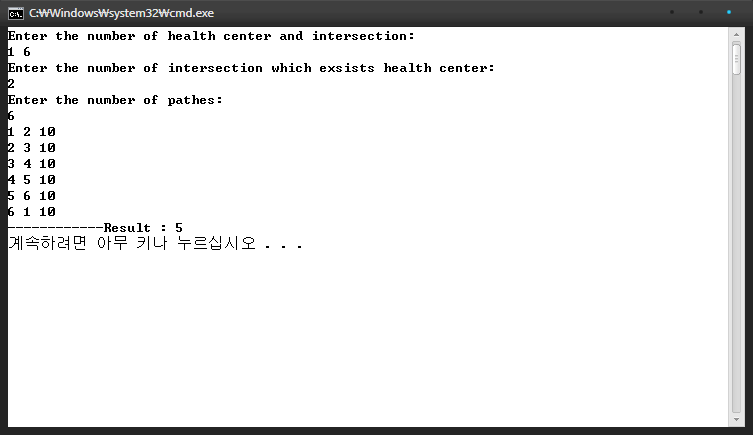 C:\Windows\system32\cmd.exe
Enter the number of health center and intersection:
1 6
Enter the number of intersection which exsists health center:
2
Enter the number of pathes:
6
1 2 10
2 3 10
3 4 10
4 5 10
5 6 10
6 1 10
------------Result : 5
계속하려면 아무 키나 누르십시오 . . .